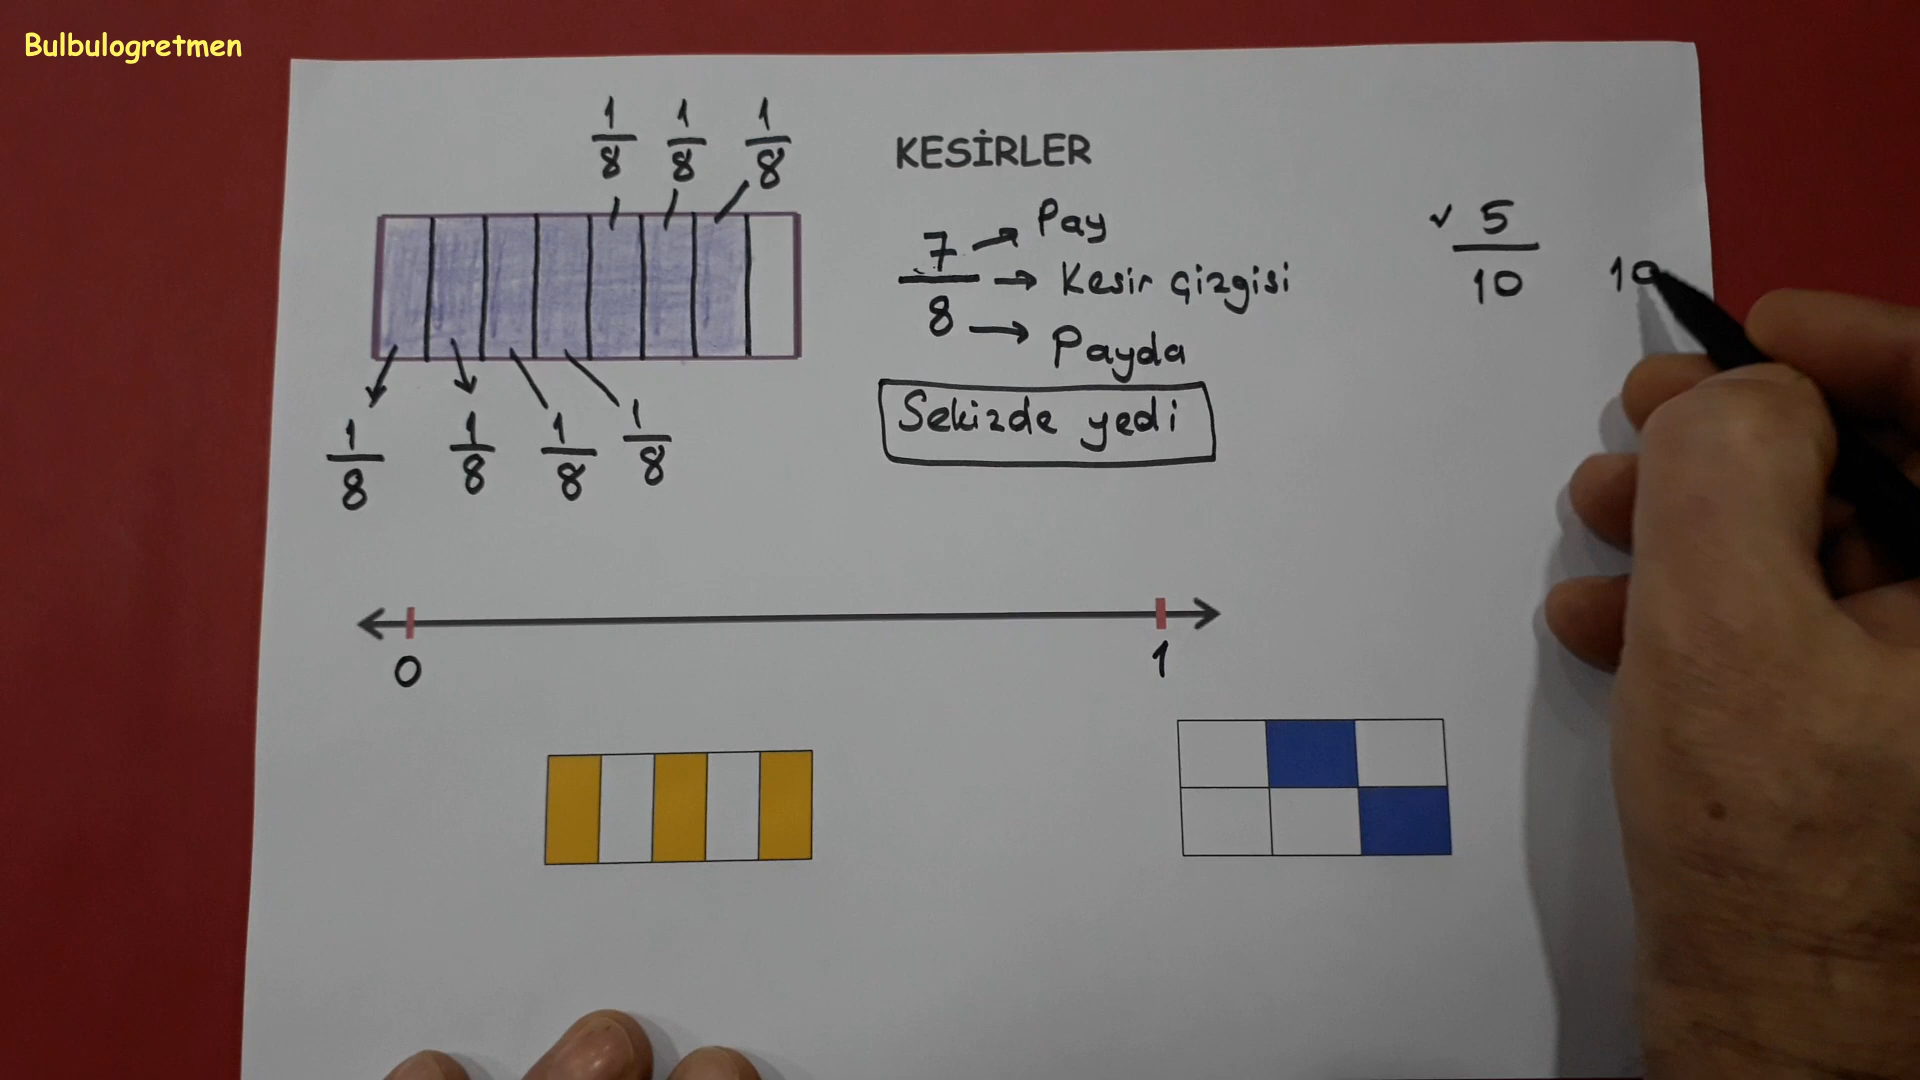 Bulbulogretmen
1/8 1/8 1/8
KESİRLER
7/8
Pay
Kesir çizgisi
Payda
Sekizde yedi
✓ 5/10
10
1/8 1/8 1/8 1/8
0 1